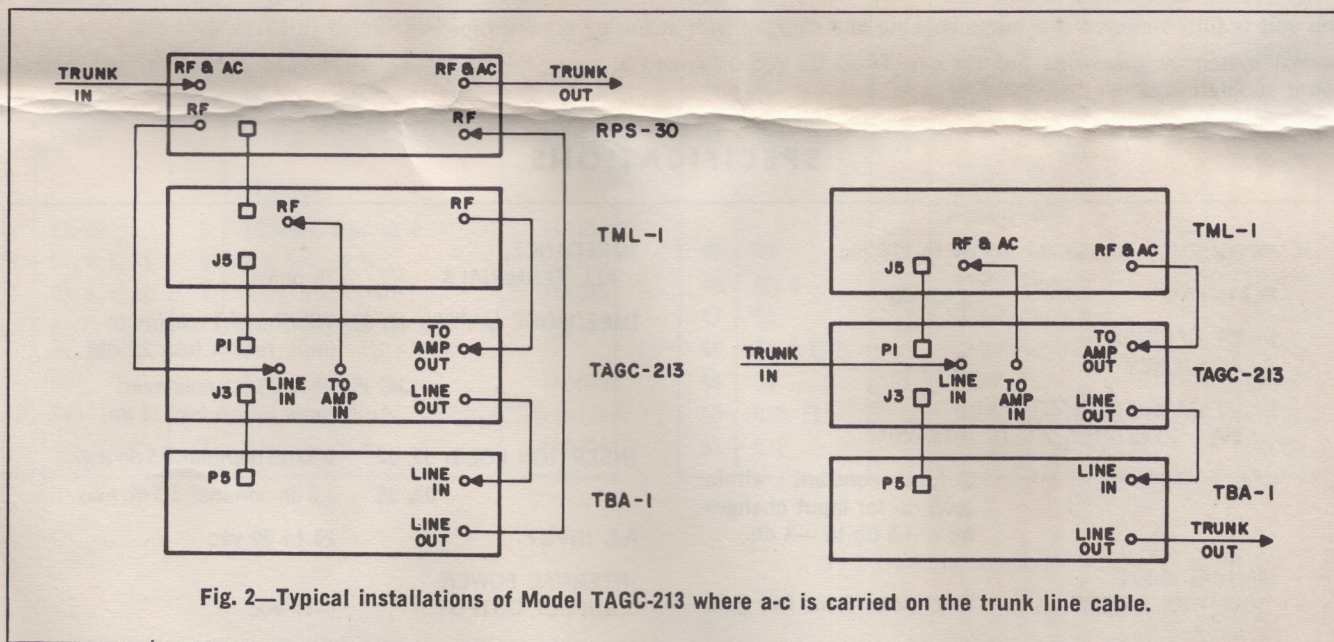 TRUNK IN
RF & AC
RF & AC
TRUNK OUT
RF
RF
RPS-30
RF
RF
TML-1
J5
P1
TO AMP OUT
LINE IN
TO AMP IN
TAGC-213
J3
LINE OUT
P5
LINE IN
TBA-1
LINE OUT
TML-1
RF & AC
RF & AC
J5
P1
TO AMP OUT
TRUNK IN
LINE IN
TO AMP IN
TAGC-213
J3
LINE OUT
P5
LINE IN
TBA-1
LINE OUT
TRUNK OUT
SPECIFICATIONS
IMPEDANCE,
ALL TERMINALS
Fig. 2—Typical installations of Model TAGC-213 where a-c is carried on the trunk line cable.